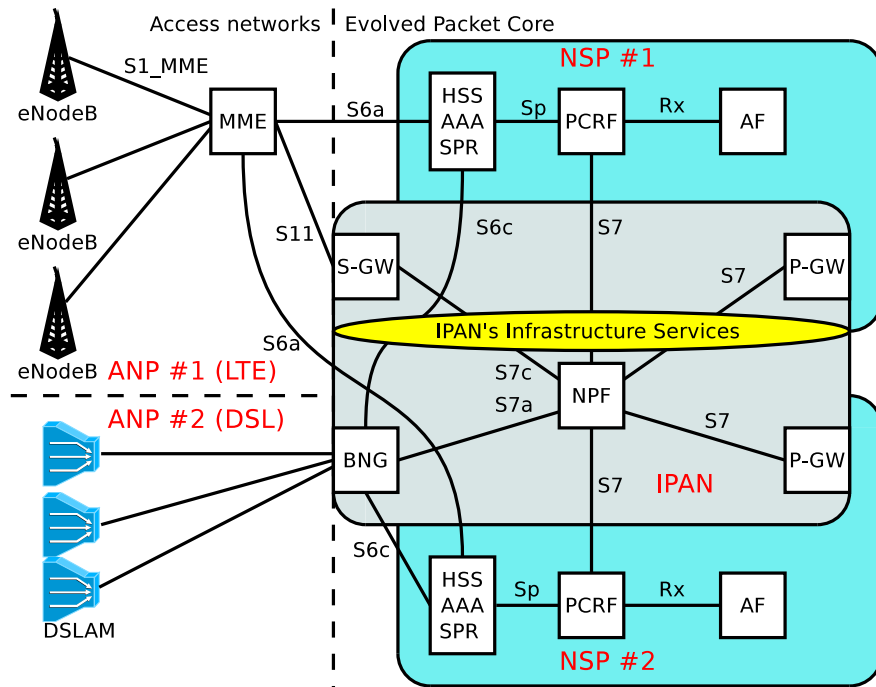 Access networks
Evolved Packet Core
NSP #1
S1_MME
eNodeB
MME
S6a
HSS
AAA
SPR
Sp
PCRF
Rx
AF
eNodeB
S11
S6c
S7
S-GW
S7
P-GW
IPAN's Infrastructure Services
S6a
eNodeB
ANP #1 (LTE)
S7c
NPF
S7a
ANP #2 (DSL)
S7
BNG
P-GW
S7
IPAN
S6c
HSS
AAA
SPR
Sp
PCRF
Rx
AF
DSLAM
NSP #2